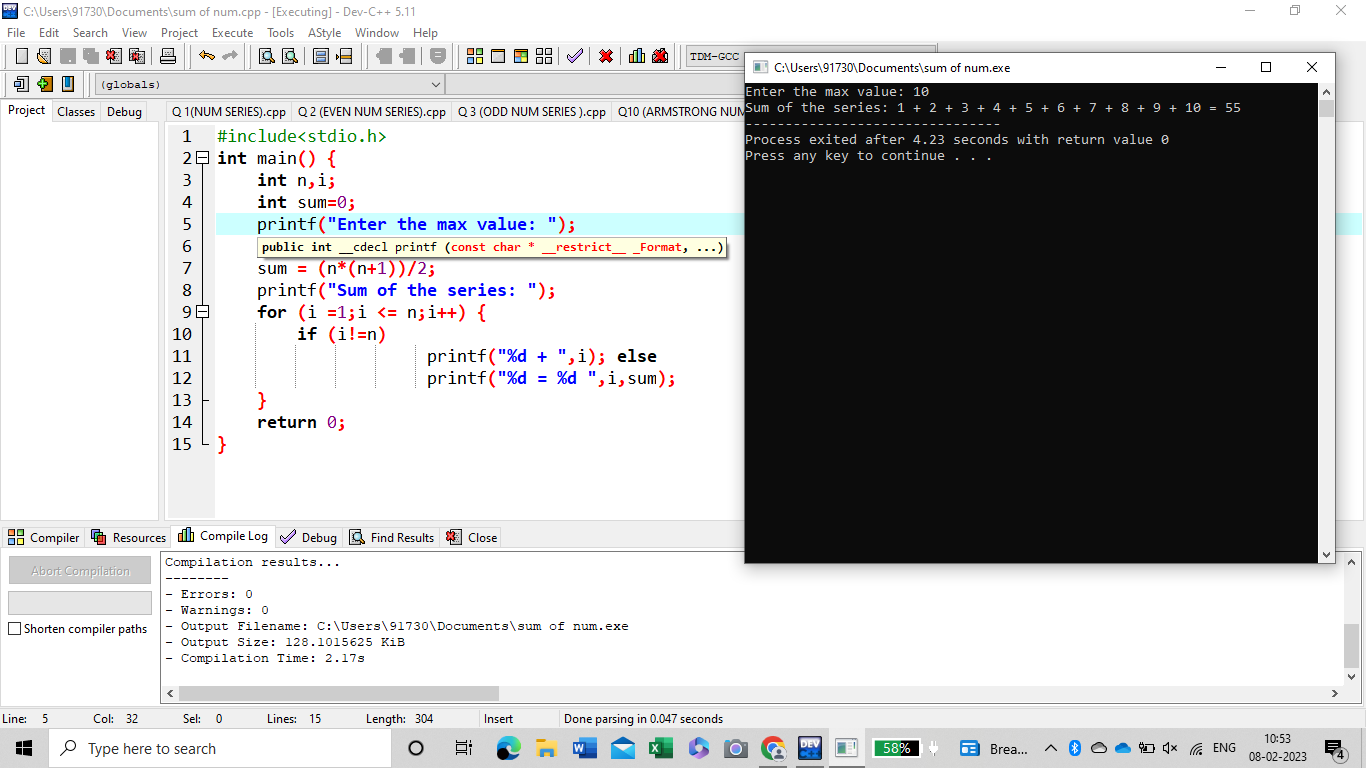 C:\Users\91730\Documents\sum of num.cpp - [Executing] - Dev-C++ 5.11
File Edit Search View Project Execute Tools AStyle Window Help
TDM-GCC
(globals)
Project Classes Debug
Q 1(NUM SERIES).cpp Q 2 (EVEN NUM SERIES).cpp Q 3 (ODD NUM SERIES ).cpp Q10 (ARMSTRONG NUM
1 #include<stdio.h>
2 int main() {
3 int n,i;
4 int sum=0;
5 printf("Enter the max value: ");
6
public int __cdecl printf (const char * __restrict__ _Format, ...)
7 sum = (n*(n+1))/2;
8 printf("Sum of the series: ");
9 for (i =1;i <= n;i++) {
10 if (i!=n)
11 printf("%d + ",i); else
12 printf("%d = %d ",i,sum);
13 }
14 return 0;
15 }
C:\Users\91730\Documents\sum of num.exe
Enter the max value: 10
Sum of the series: 1 + 2 + 3 + 4 + 5 + 6 + 7 + 8 + 9 + 10 = 55
--------------------------------
Process exited after 4.23 seconds with return value 0
Press any key to continue . . .
Compiler Resources Compile Log Debug Find Results Close
Abort Compilation
Shorten compiler paths
Compilation results...
--------
- Errors: 0
- Warnings: 0
- Output Filename: C:\Users\91730\Documents\sum of num.exe
- Output Size: 128.1015625 KiB
- Compilation Time: 2.17s
Line: 5 Col: 32 Sel: 0 Lines: 15 Length: 304 Insert Done parsing in 0.047 seconds
Type here to search
DEV
58%
Brea...
ENG
10:53
08-02-2023
4